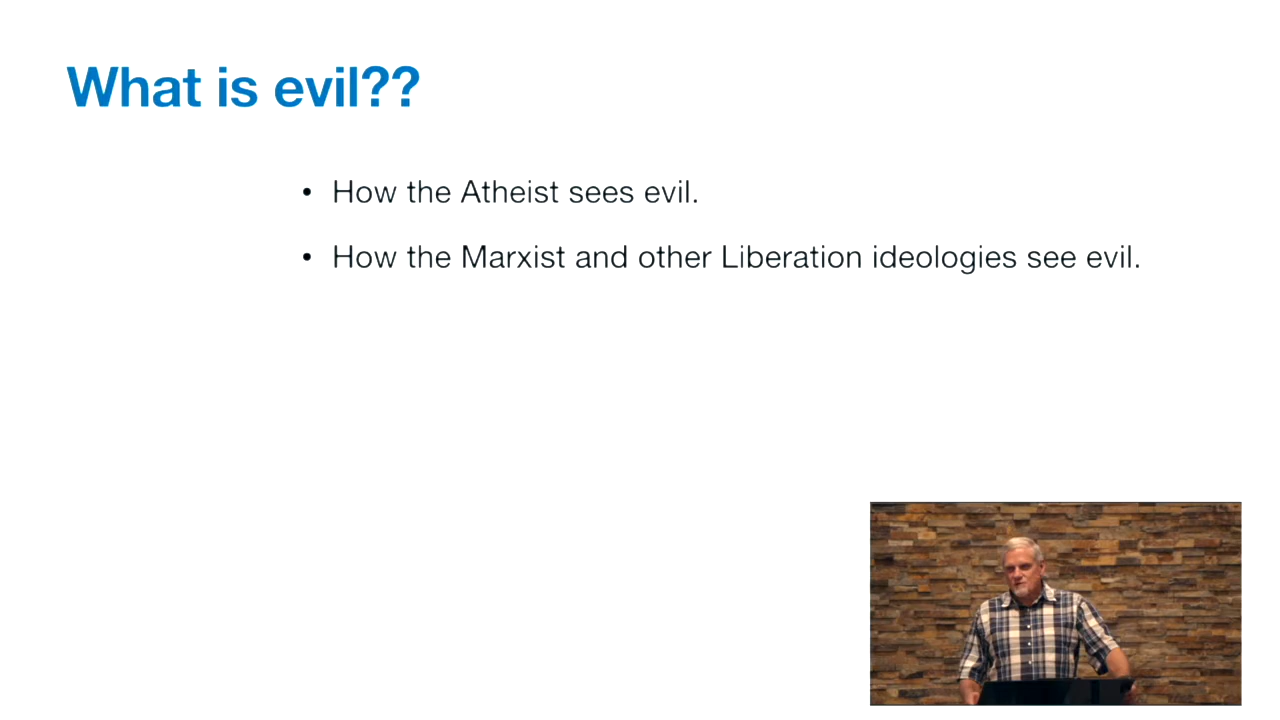 What is evil??
• How the Atheist sees evil.
• How the Marxist and other Liberation ideologies see evil.